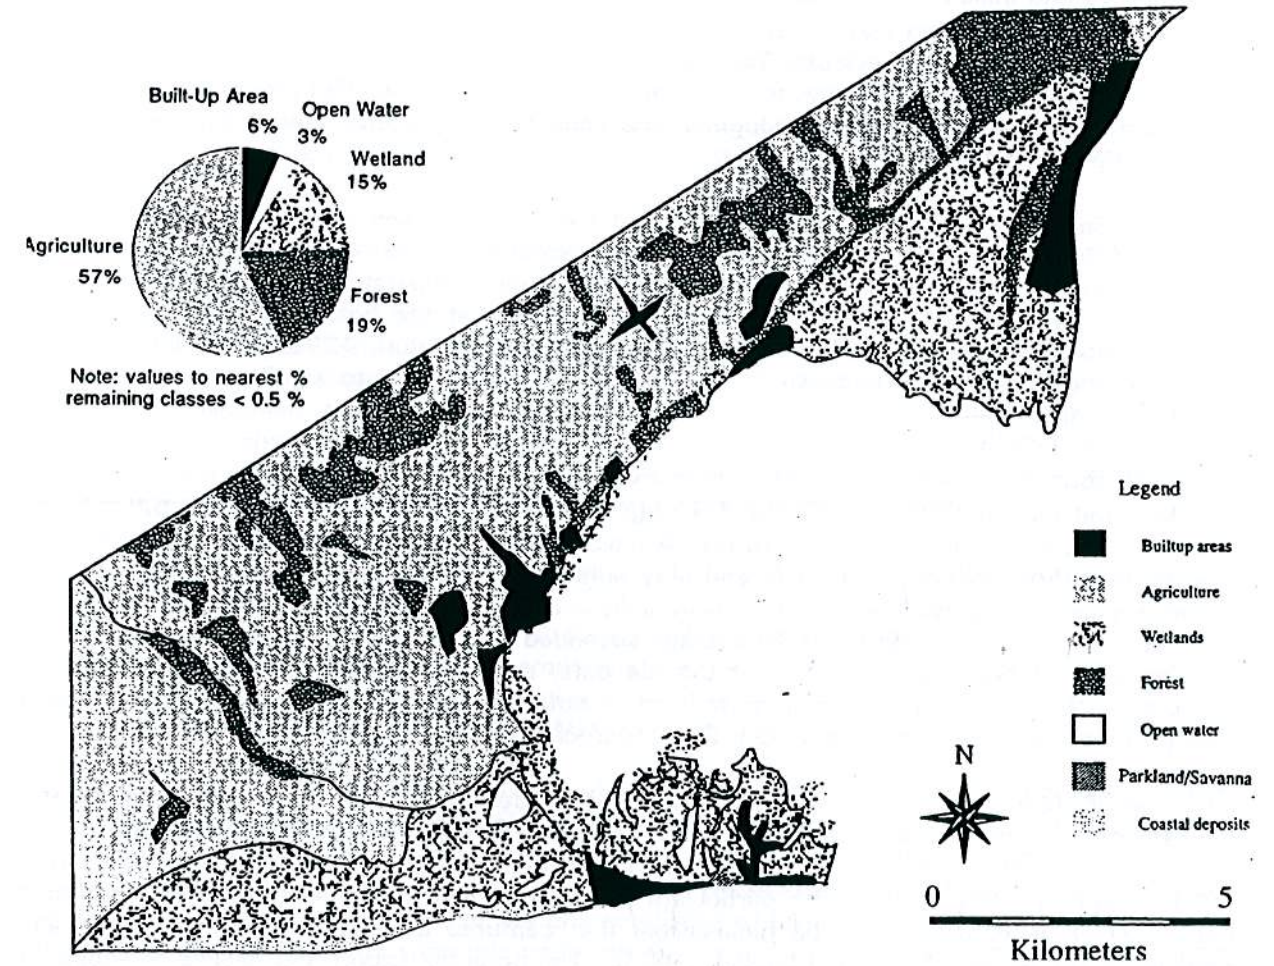 Built-Up Area
6%
Open Water
3%
Wetland
15%
Agriculture
57%
Forest
19%
Note: values to nearest %
remaining classes < 0.5 %
Legend
Builtup areas
Agriculture
Wetlands
Forest
Open water
Parkland/Savanna
Coastal deposits
N
0 5
Kilometers